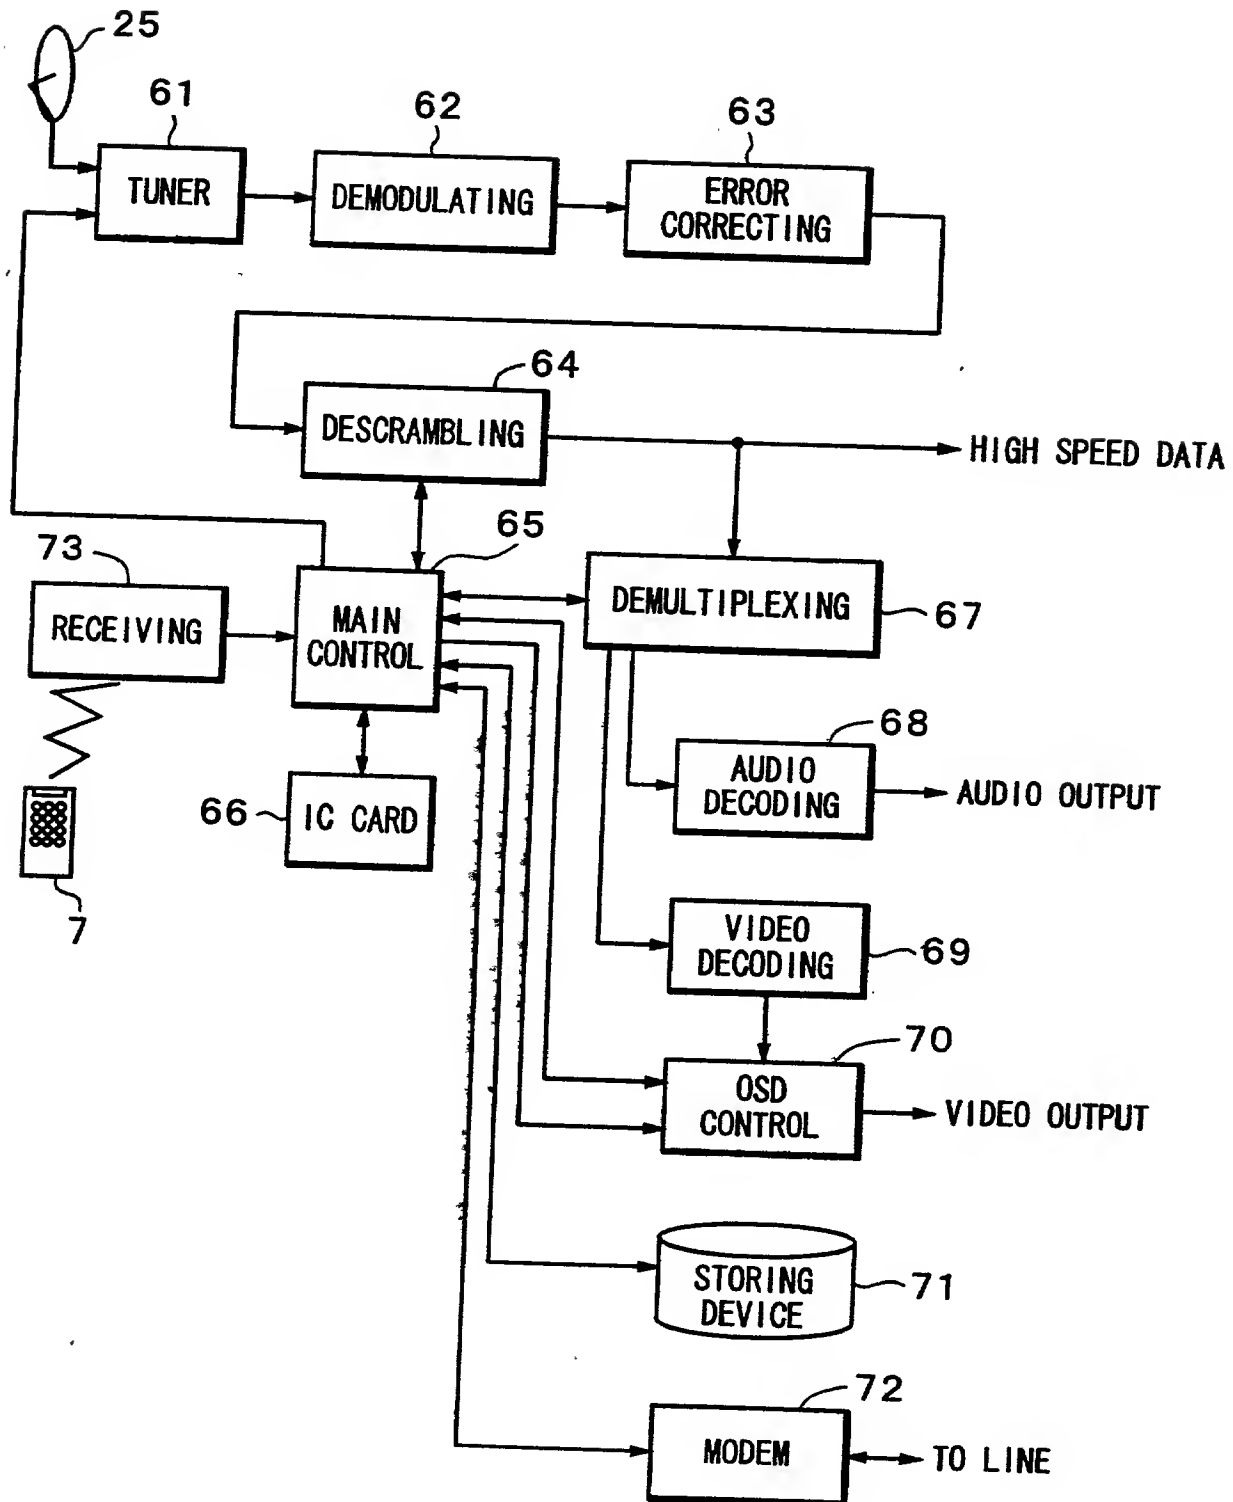 25
61
62
63
TUNER
DEMODULATING
ERROR
CORRECTING
64
DESCRAMBLING
HIGH SPEED DATA
65
73
RECEIVING
MAIN
CONTROL
DEMULTIPLEXING
67
68
AUDIO
DECODING
AUDIO OUTPUT
66
IC CARD
7
VIDEO
DECODING
69
70
OSD
CONTROL
VIDEO OUTPUT
STORING
DEVICE
71
72
MODEM
TO LINE